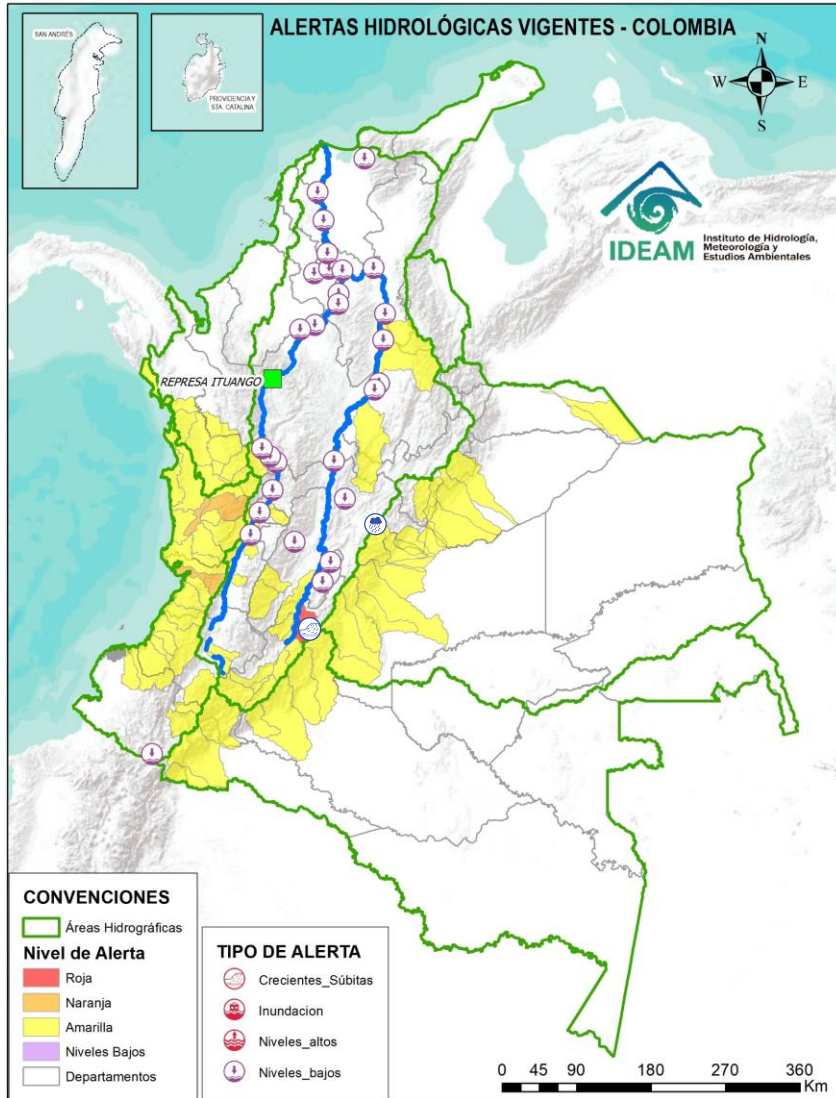 ALERTAS HIDROLÓGICAS VIGENTES - COLOMBIA
SAN ANDRÉS
PROVIDENCIA Y
STA. CATALINA
N
W
E
S
IDEAM
Instituto de Hidrología,
Meteorología y
Estudios Ambientales
REPRESA ITUANGO
CONVENCIONES
Áreas Hidrográficas
Nivel de Alerta
Roja
Naranja
Amarilla
Niveles Bajos
Departamentos
TIPO DE ALERTA
Crecientes_Súbitas
Inundacion
Niveles_altos
Niveles_bajos
0 45 90 180 270 360
Km